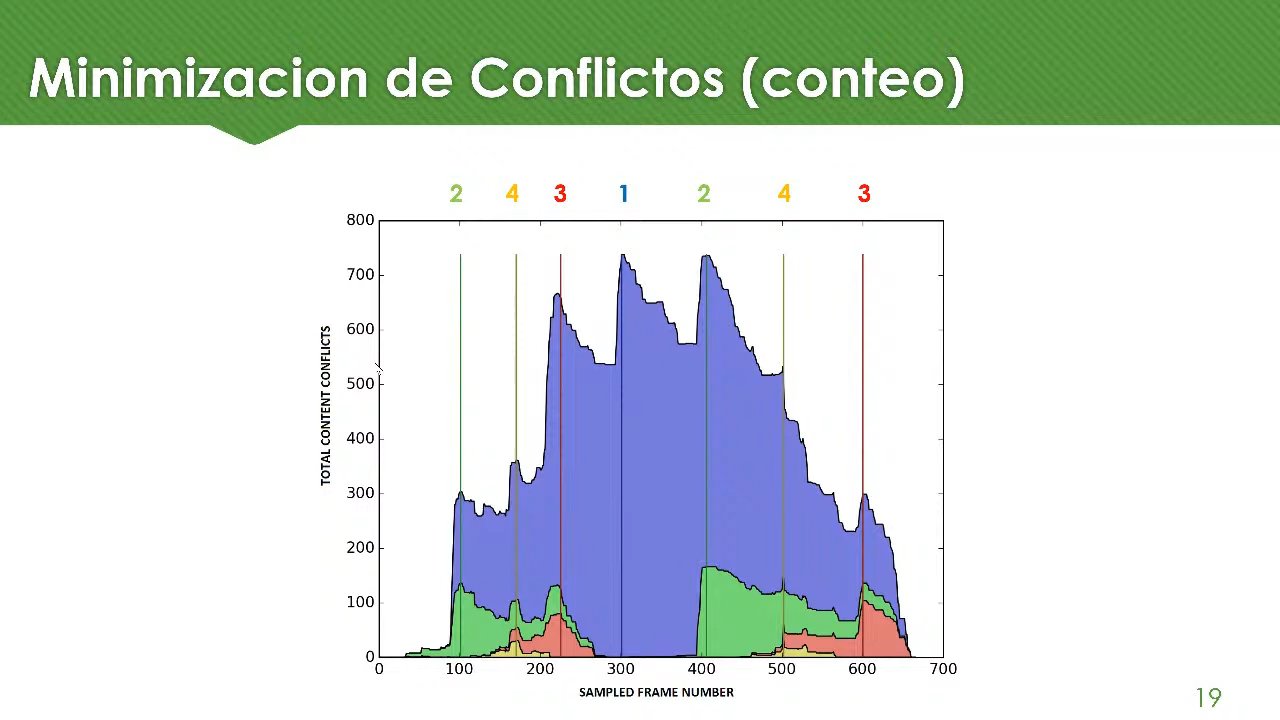 Minimizacion de Conflictos (conteo)
2 4 3 1 2 4 3
800
700
600
500
400
300
200
100
0
TOTAL CONTENT CONFLICTS
0 100 200 300 400 500 600 700
SAMPLED FRAME NUMBER
19